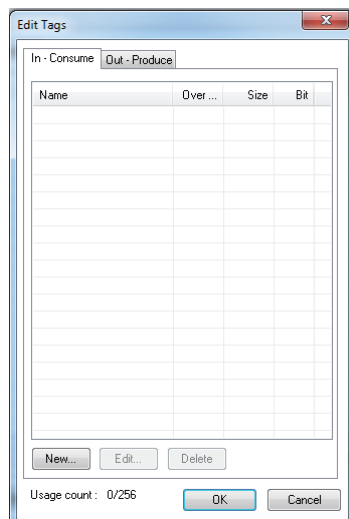 Edit Tags
In - Consume Out - Produce
Name Over ... Size Bit
New... Edit... Delete
Usage count : 0/256 OK Cancel